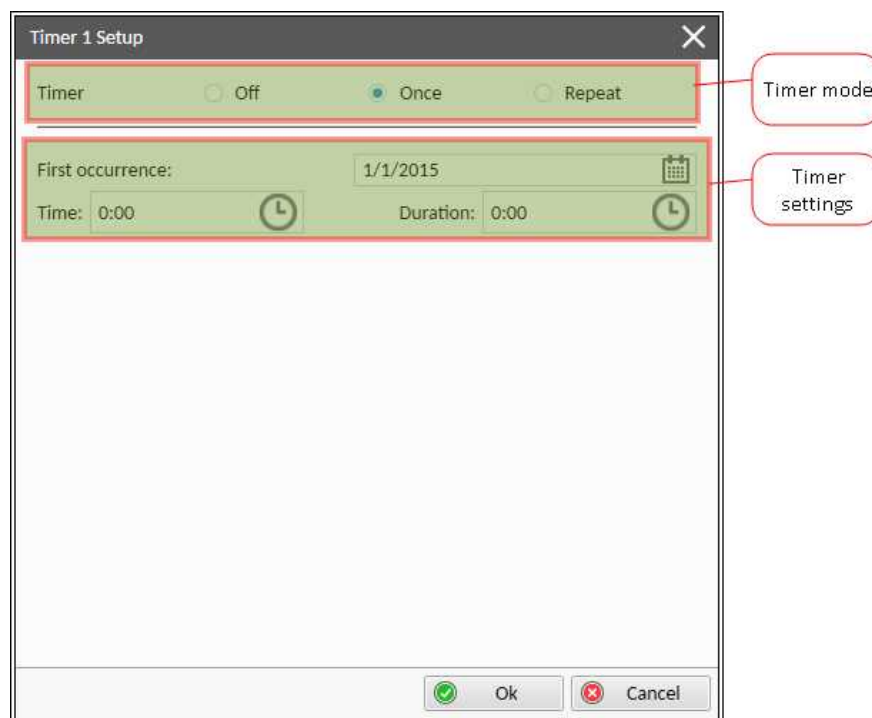 Timer 1 Setup
Timer Off Once Repeat
Timer mode
First occurrence: 1/1/2015
Time: 0:00 Duration: 0:00
Timer
settings
Ok Cancel